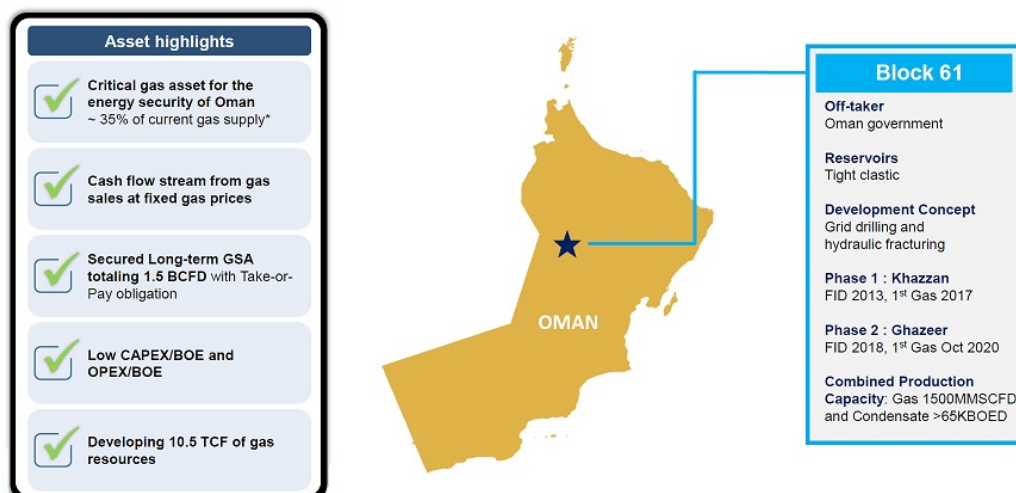 Asset highlights
Critical gas asset for the
energy security of Oman
~ 35% of current gas supply*
Cash flow stream from gas
sales at fixed gas prices
Secured Long-term GSA
totaling 1.5 BCFD with Take-or-
Pay obligation
Low CAPEX/BOE and
OPEX/BOE
Developing 10.5 TCF of gas
resources
OMAN
Block 61
Off-taker
Oman government
Reservoirs
Tight clastic
Development Concept
Grid drilling and
hydraulic fracturing
Phase 1 : Khazzan
FID 2013, 1st Gas 2017
Phase 2 : Ghazeer
FID 2018, 1st Gas Oct 2020
Combined Production
Capacity: Gas 1500MMSCFD
and Condensate >65KBOED